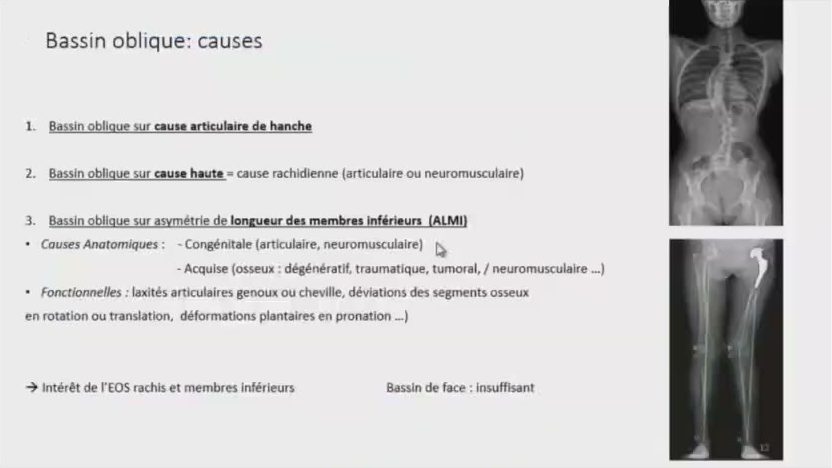 Bassin oblique: causes
1. Bassin oblique sur cause articulaire de hanche
2. Bassin oblique sur cause haute = cause rachidienne (articulaire ou neuromusculaire)
3. Bassin oblique sur asymétrie de longueur des membres inférieurs (ALMI)
• Causes Anatomiques : - Congénitale (articulaire, neuromusculaire)
- Acquise (osseux : dégénératif, traumatique, tumoral, / neuromusculaire ...)
• Fonctionnelles : laxités articulaires genoux ou cheville, déviations des segments osseux
en rotation ou translation, déformations plantaires en pronation ...)
→ Intérêt de l'EOS rachis et membres inférieurs Bassin de face : insuffisant